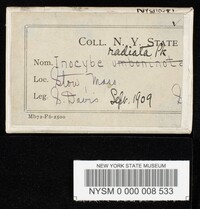 COLL. N. Y. STATE
radiata Pk
Nom. Inocybe umboninota
Loc. Stow Mass
Leg. S Davis Sept. 1909
NEW YORK STATE MUSEUM
NYSM 0 000 008 533